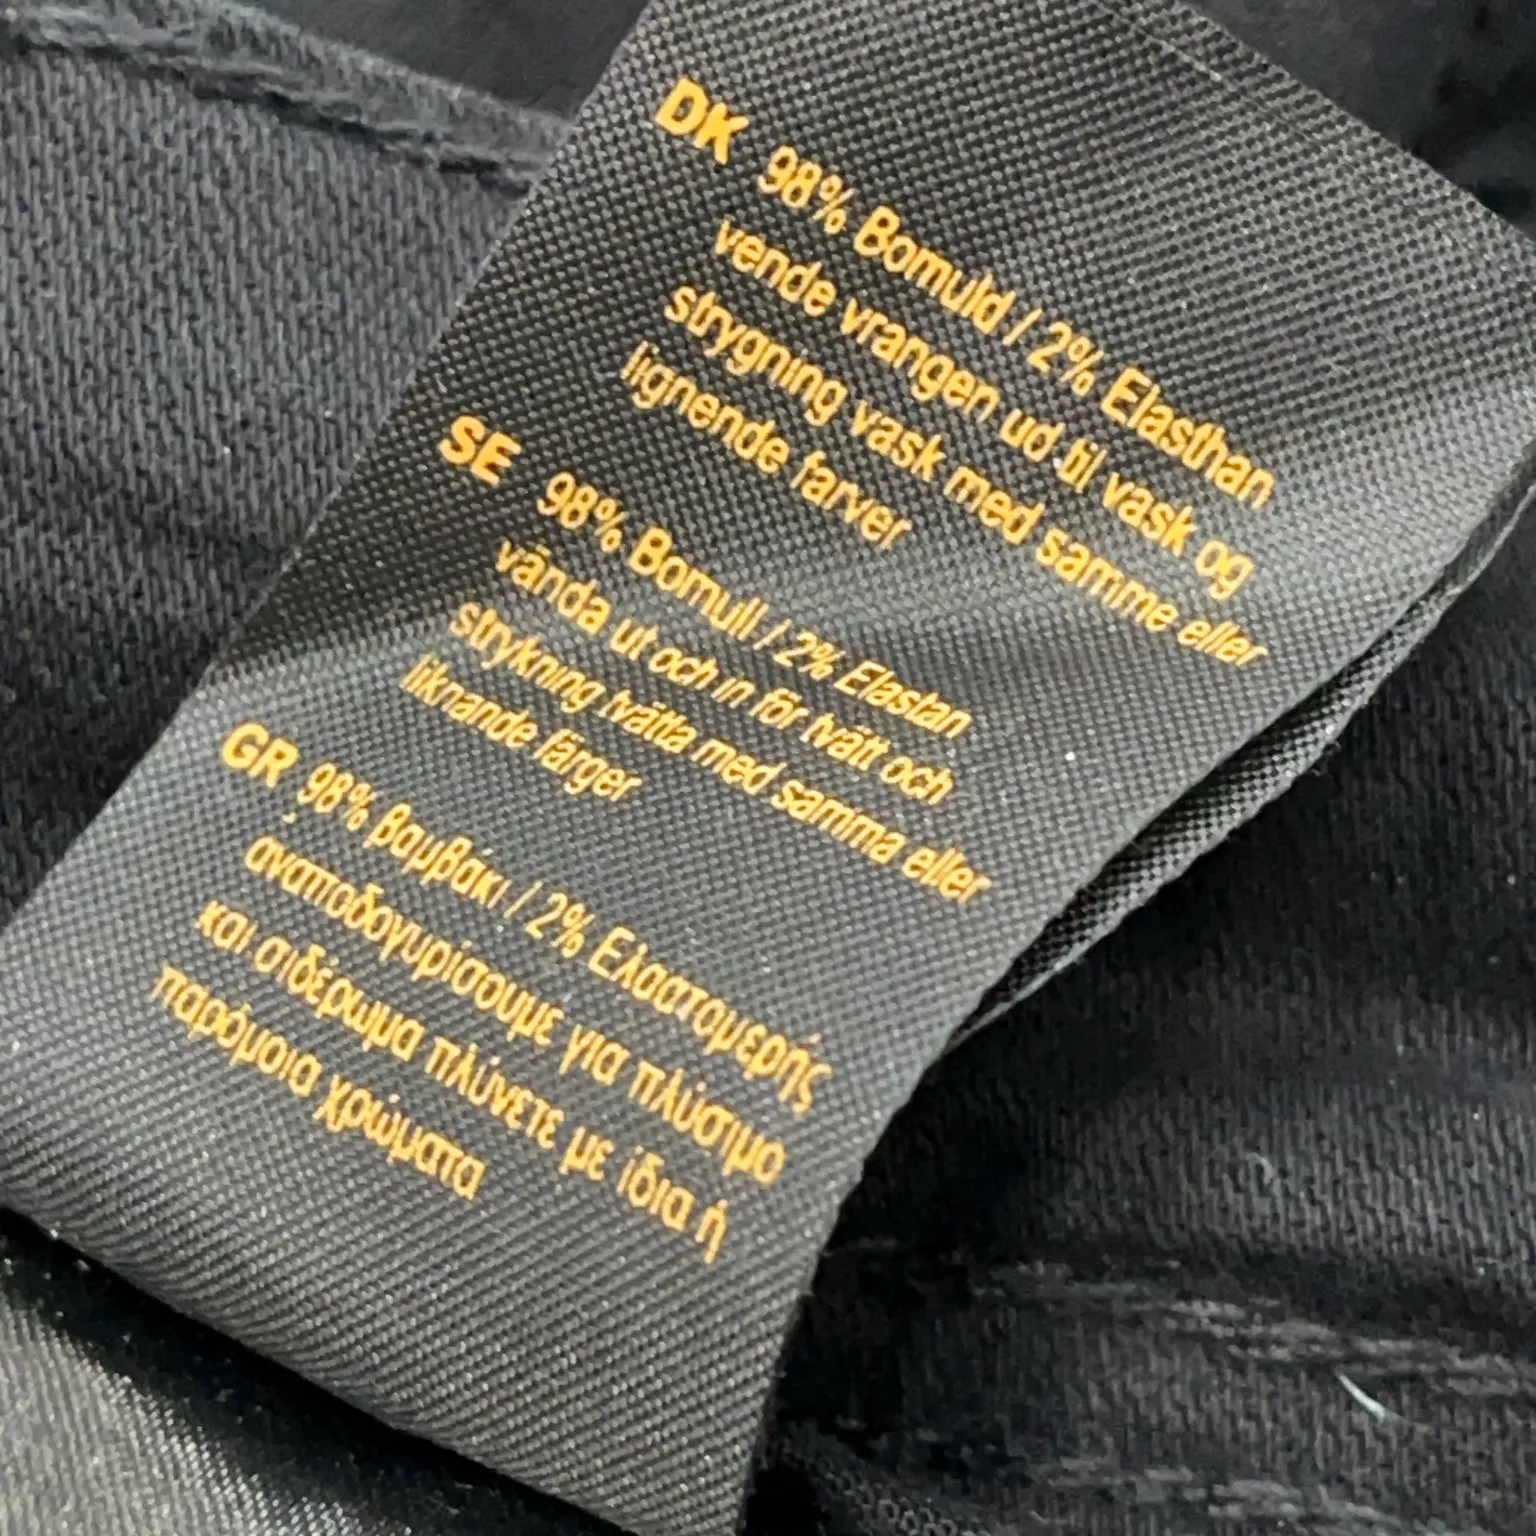 DK 98% Bomuld / 2% Elasthan
vende vrangen ud til vask og
strygning vask med samme eller
lignende farver
SE 98% Bomull / 2% Elastan
vända ut och in för tvätt och
strykning tvätta med samma eller
liknande färger
GR 98% βαμβάκι / 2% Ελαστομερής
ἀναποδογυρίσουμε για πλύσιμο
και σιδέρωμα πλύνετε με ίδια ή
παρόμοια χρώματα